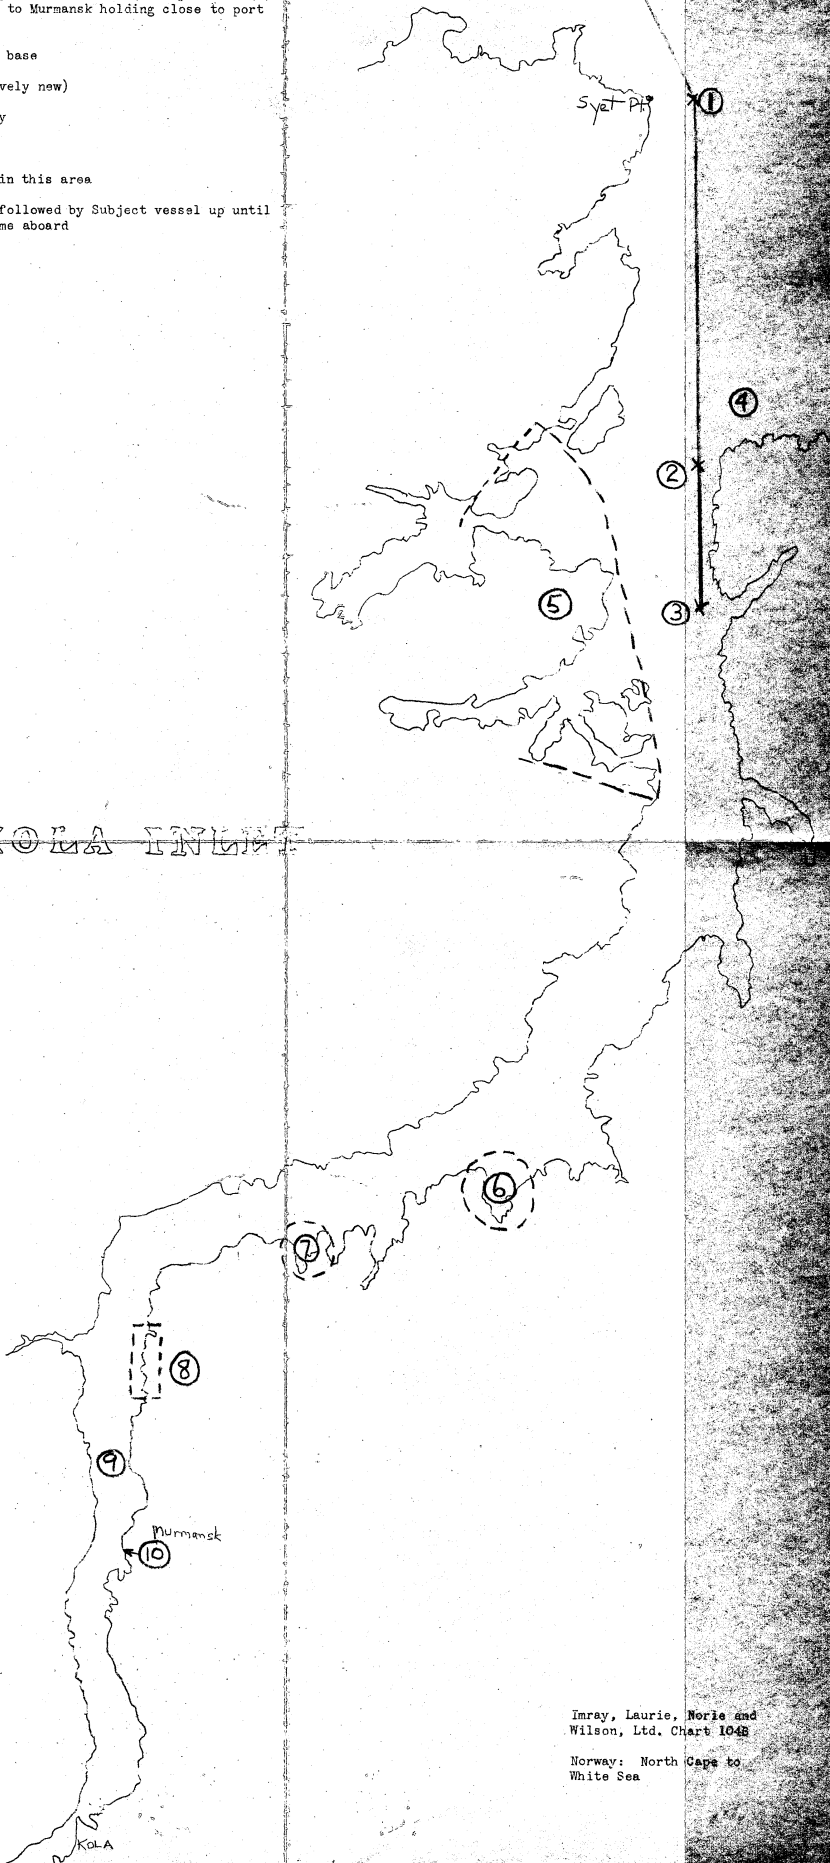 to Murmansk holding close to port
base
vely new)
y
in this area
followed by Subject vessel up until
me aboard
Syet Pt.
1
4
2
5
3
KOLA INLET
6
7
8
9
Murmansk
10
Imray, Laurie, Norie and
Wilson, Ltd. Chart 1046
Norway: North Cape to
White Sea
KOLA